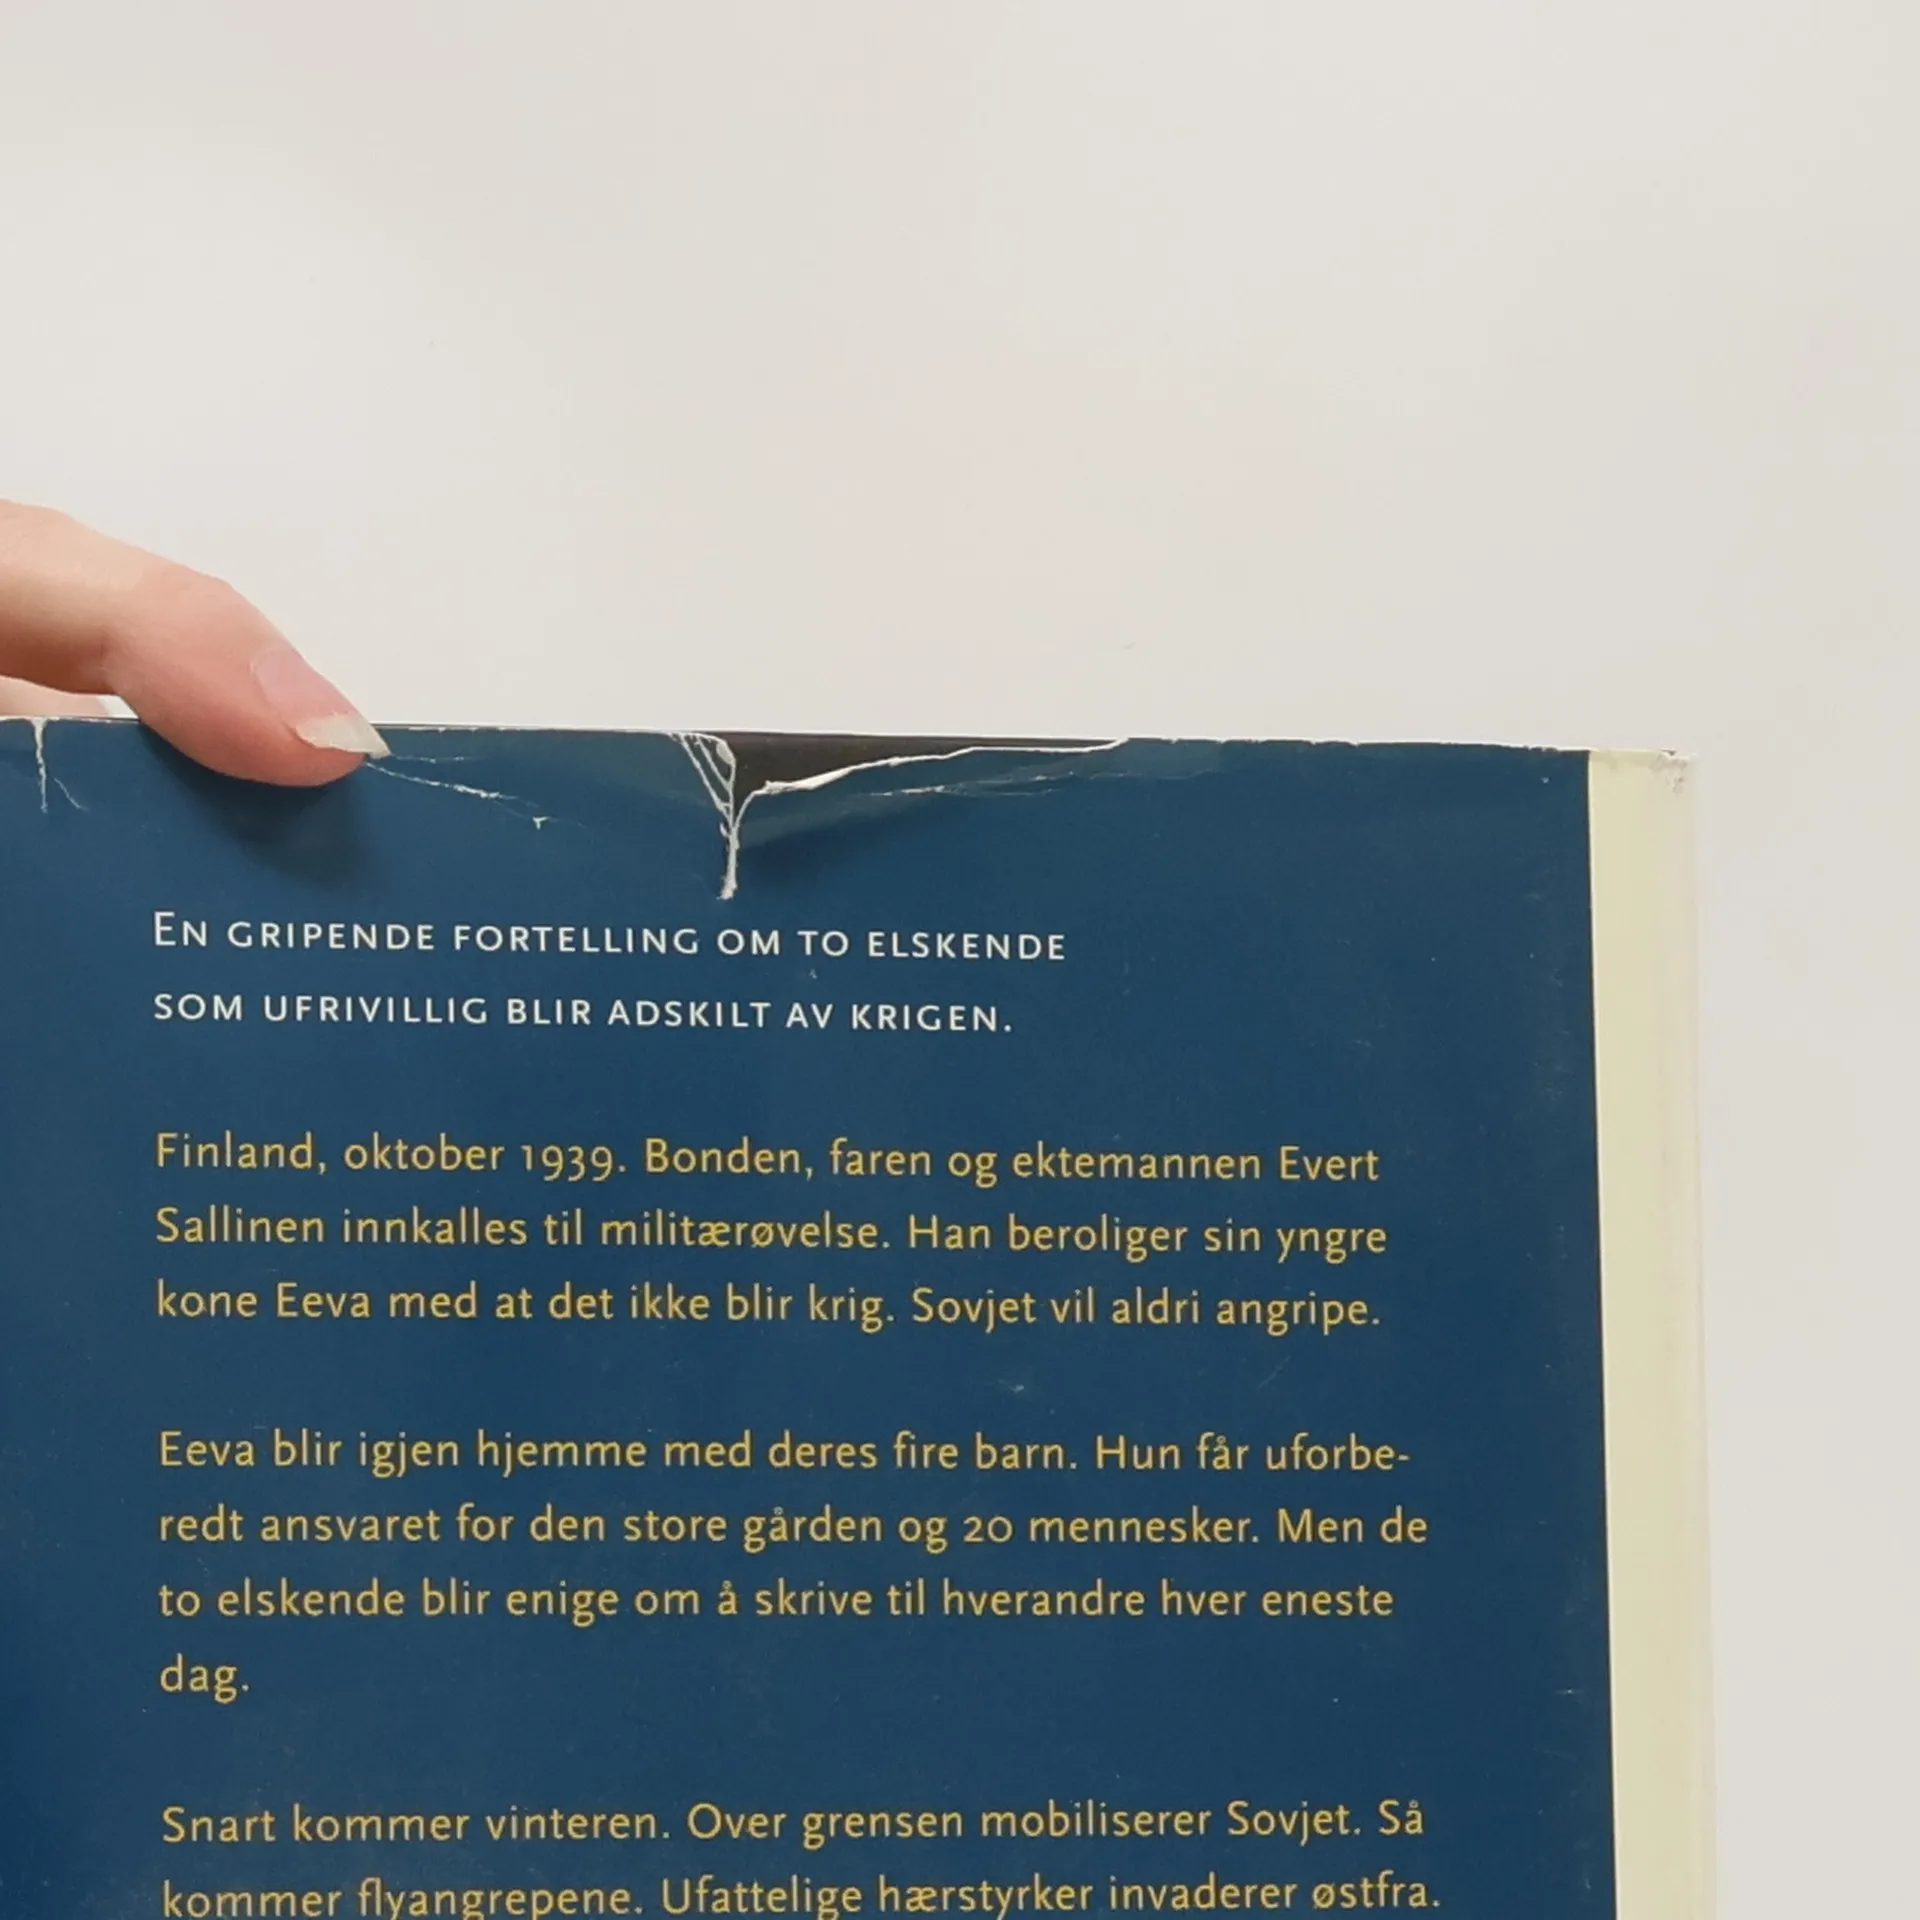 EN GRIPENDE FORTELLING OM TO ELSKENDE
SOM UFRIVILLIG BLIR ADSKILT AV KRIGEN.
Finland, oktober 1939. Bonden, faren og ektemannen Evert
Sallinen innkalles til militærøvelse. Han beroliger sin yngre
kone Eeva med at det ikke blir krig. Sovjet vil aldri angripe.
Eeva blir igjen hjemme med deres fire barn. Hun får uforbe-
redt ansvaret for den store gården og 20 mennesker. Men de
to elskende blir enige om å skrive til hverandre hver eneste
dag.
Snart kommer vinteren. Over grensen mobiliserer Sovjet. Så
kommer flyangrepene. Ufattelige hærstyrker invaderer østfra.